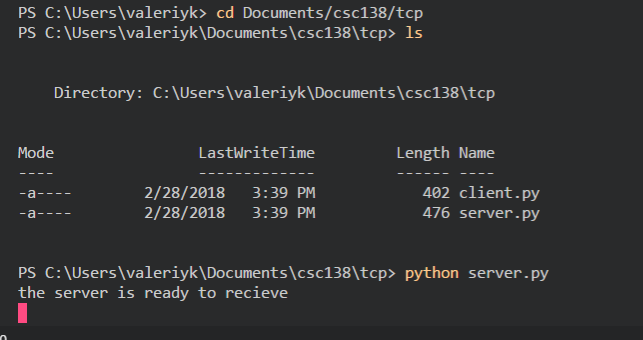 PS C:\Users\valeriyk> cd Documents/csc138/tcp
PS C:\Users\valeriyk\Documents\csc138\tcp> ls
Directory: C:\Users\valeriyk\Documents\csc138\tcp
Mode LastWriteTime Length Name
---- ------------- ------ ----
-a---- 2/28/2018 3:39 PM 402 client.py
-a---- 2/28/2018 3:39 PM 476 server.py
PS C:\Users\valeriyk\Documents\csc138\tcp> python server.py
the server is ready to recieve